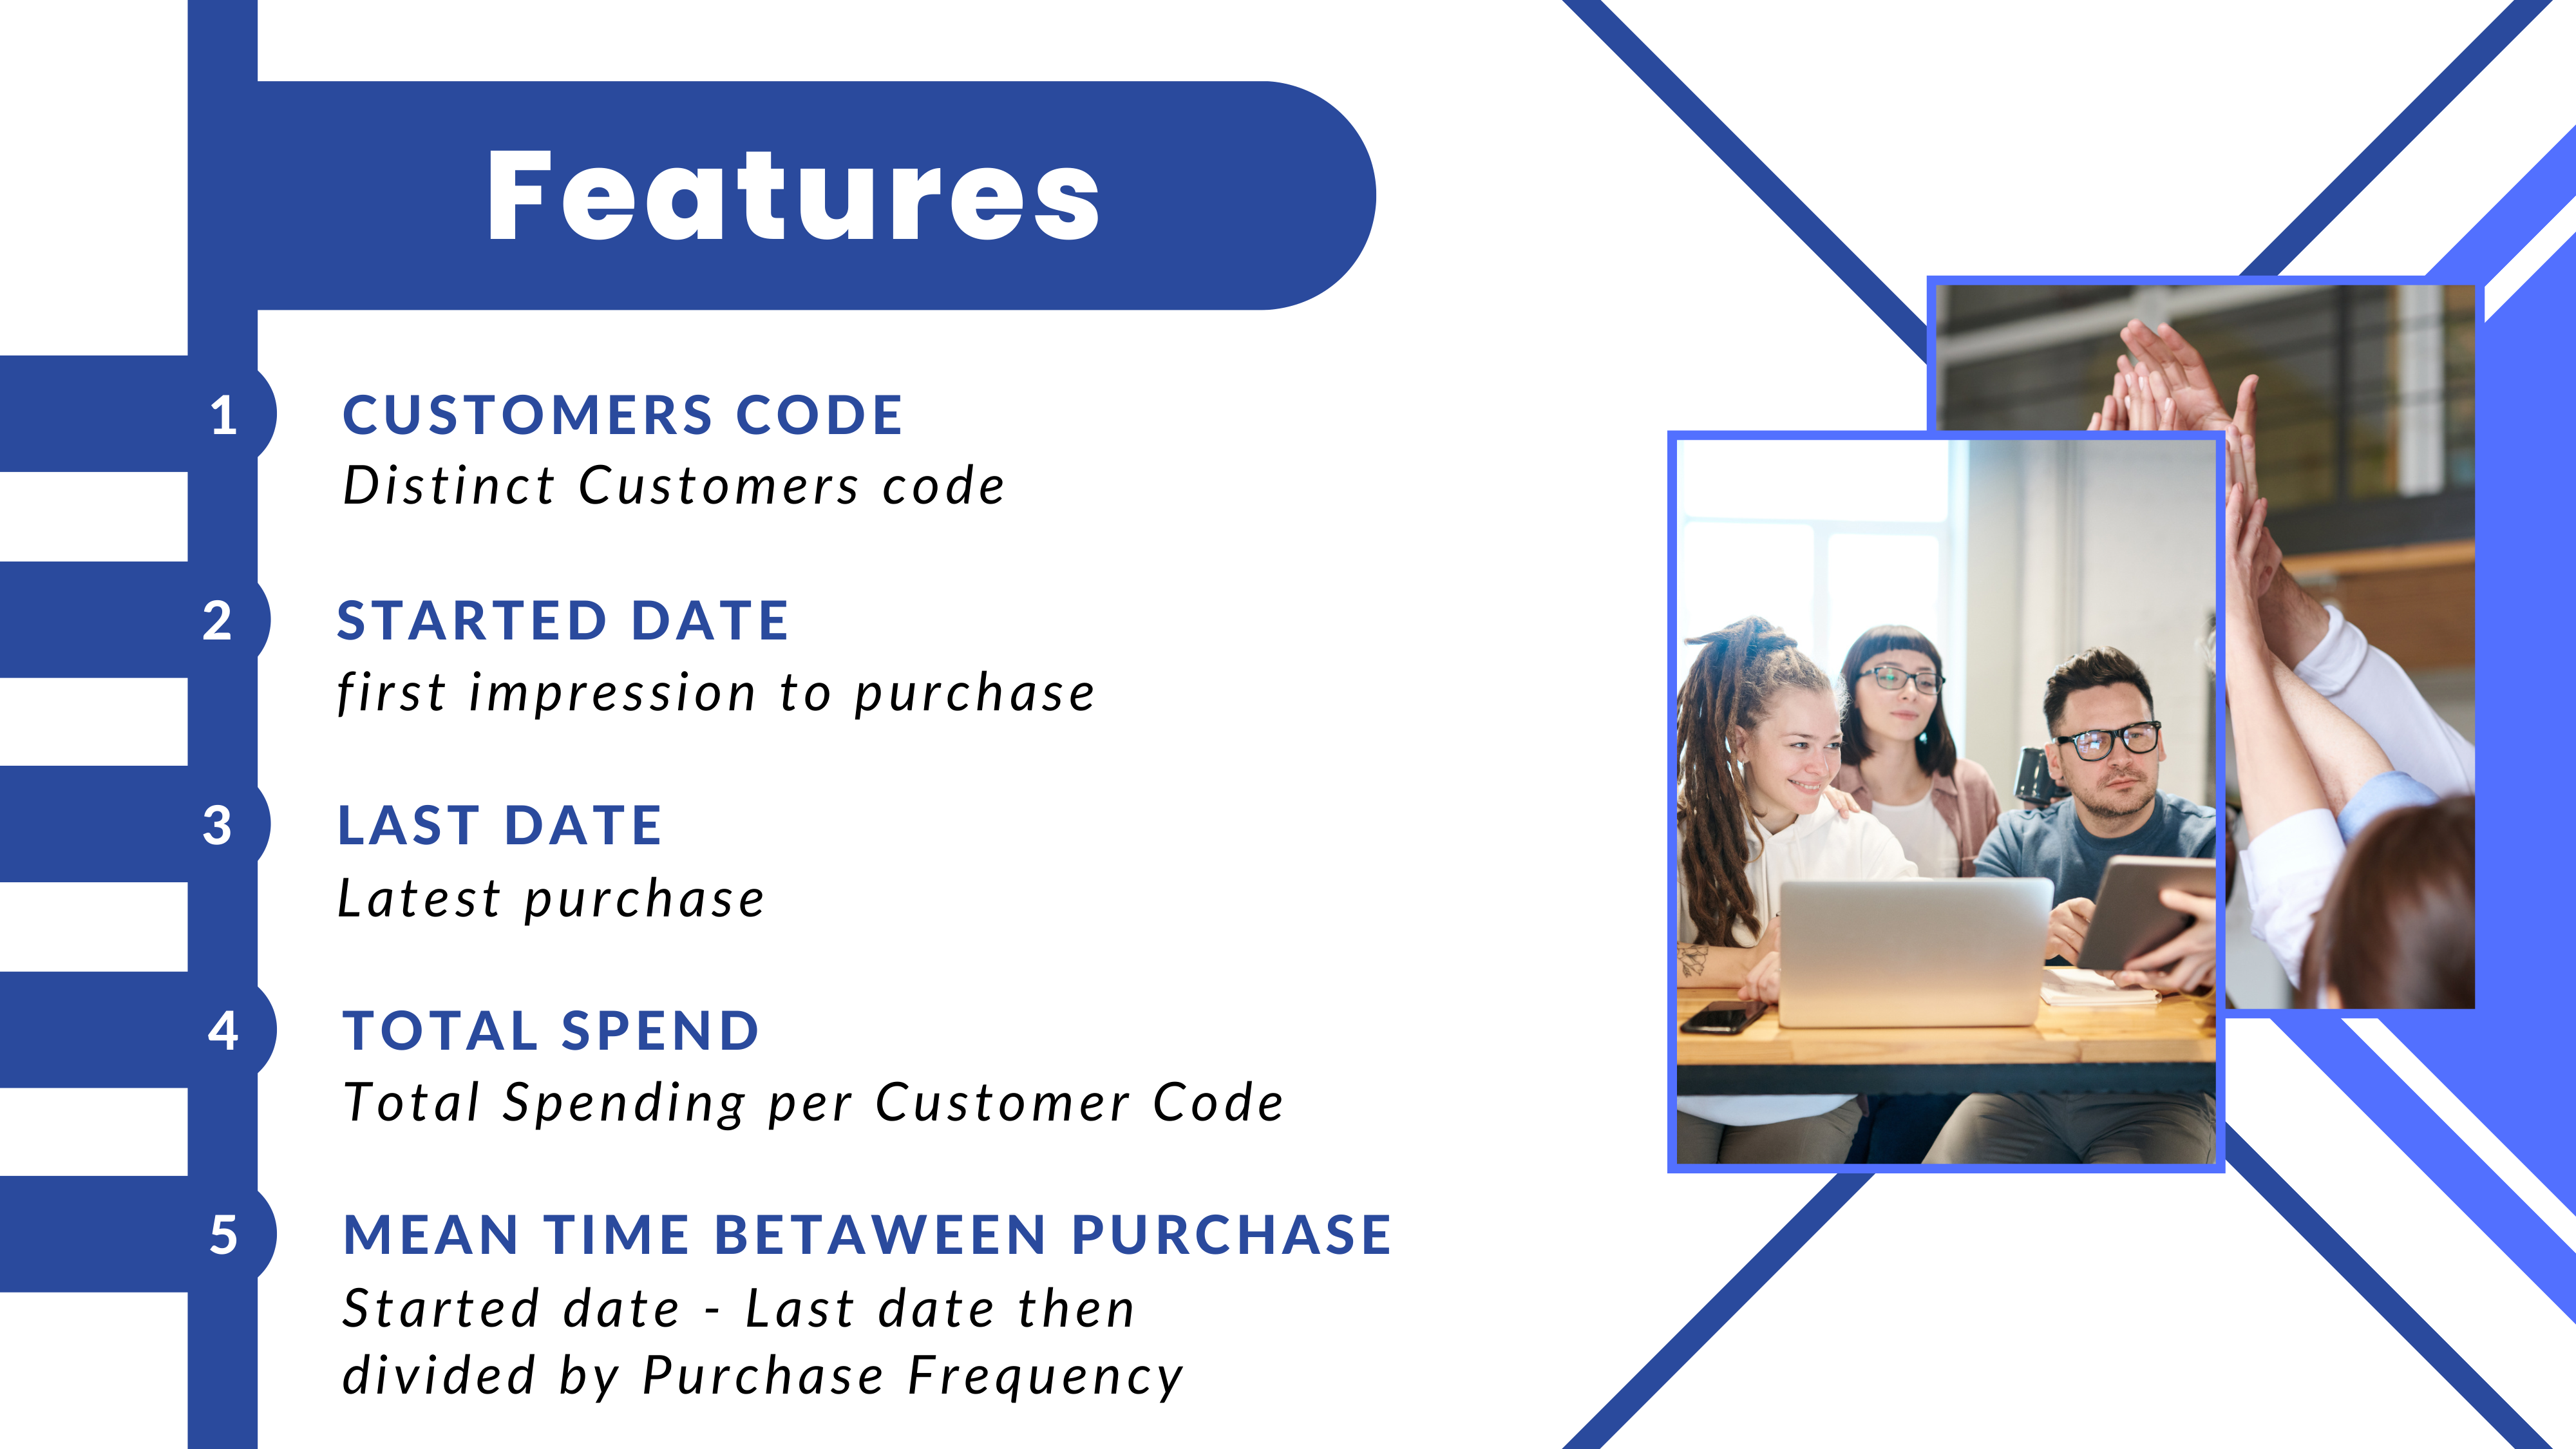 Features
1
CUSTOMERS CODE
Distinct Customers code
2
STARTED DATE
first impression to purchase
3
LAST DATE
Latest purchase
4
TOTAL SPEND
Total Spending per Customer Code
5
MEAN TIME BETAWEEN PURCHASE
Started date - Last date then
divided by Purchase Frequency